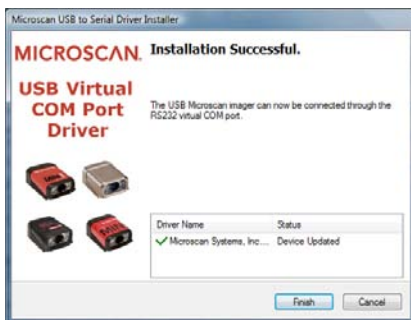 Microscan USB to Serial Driver Installer
MICROSCAN.
Installation Successful.
USB Virtual
COM Port
Driver
The USB Microscan imager can now be connected through the
RS232 virtual COM port.
Driver Name Status
Microscan Systems, Inc... Device Updated
Finish Cancel